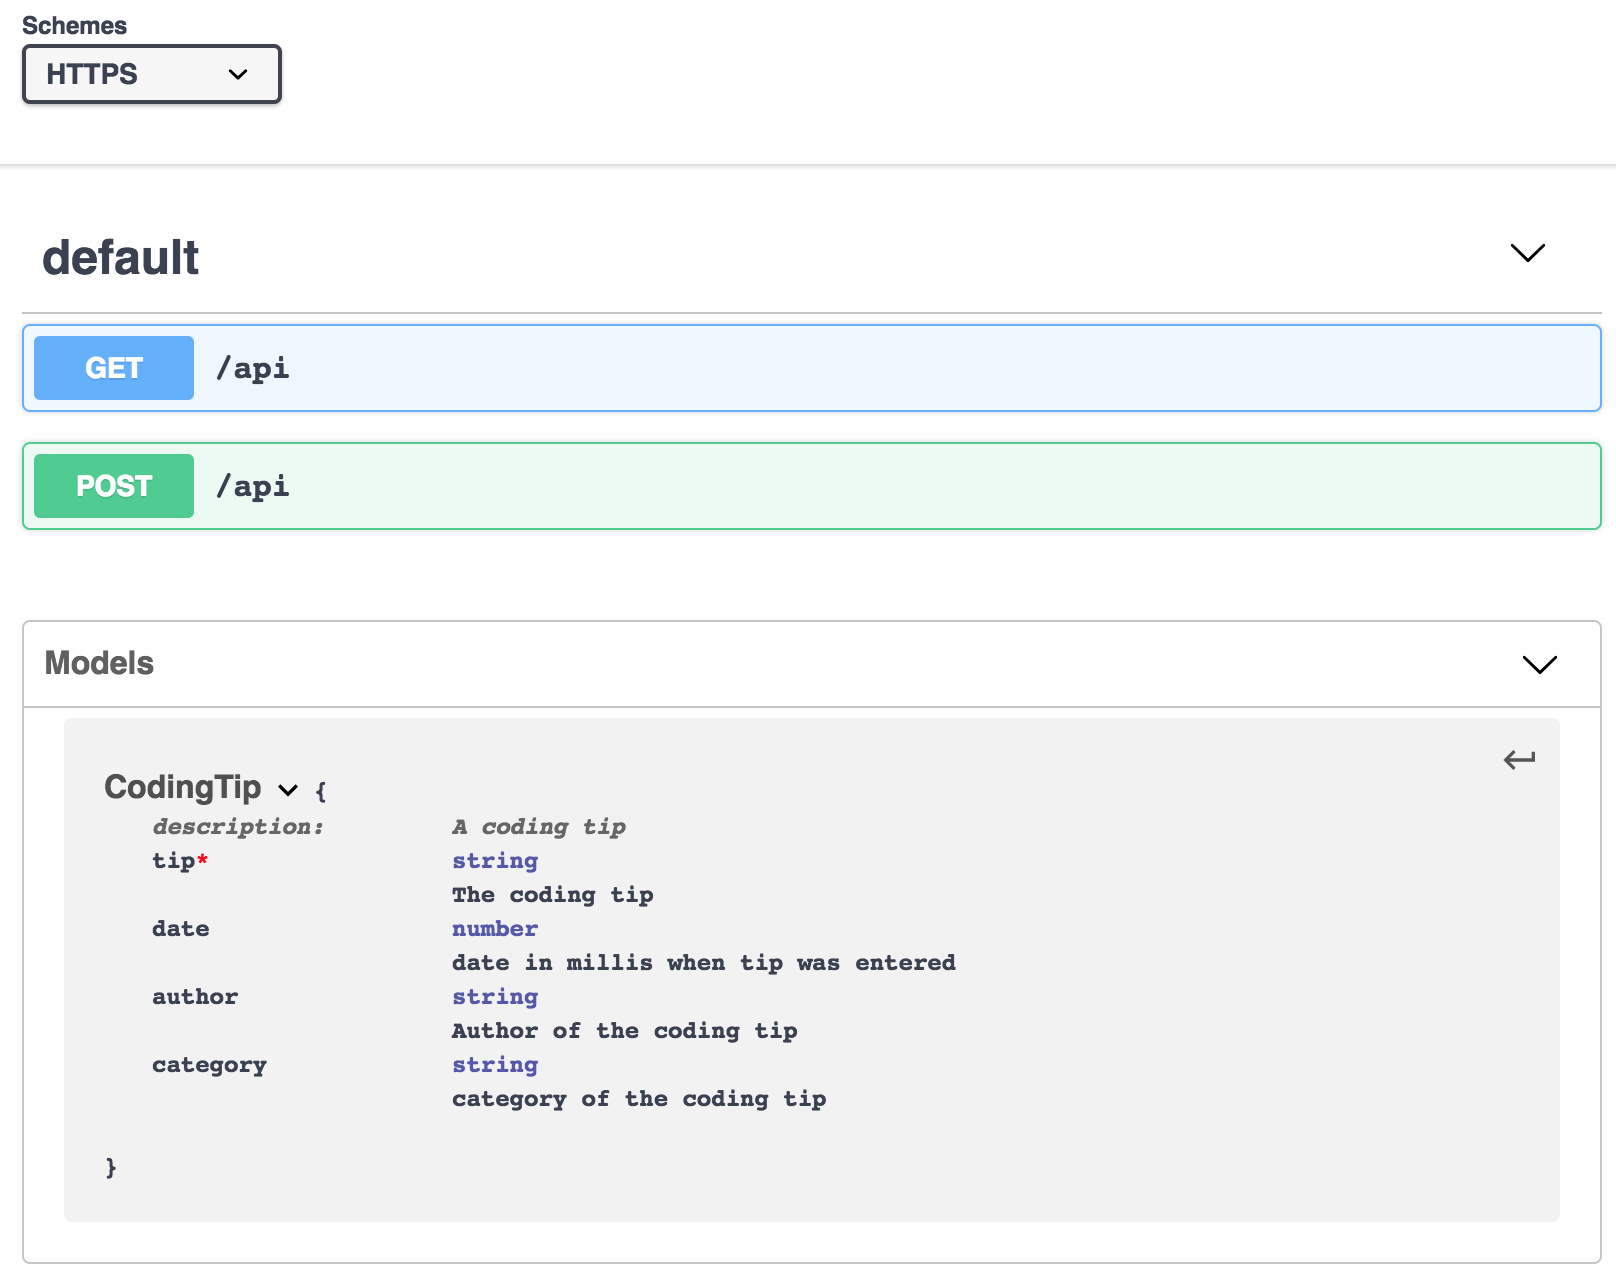 Schemes
HTTPS
default
GET /api
POST /api
Models
CodingTip {
description: A coding tip
tip* string
The coding tip
date number
date in millis when tip was entered
author string
Author of the coding tip
category string
category of the coding tip
}